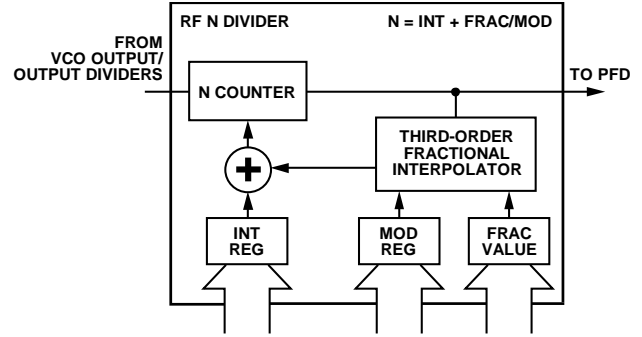 RF N DIVIDER
N = INT + FRAC/MOD
FROM
VCO OUTPUT/
OUTPUT DIVIDERS
TO PFD
N COUNTER
THIRD-ORDER
FRACTIONAL
INTERPOLATOR
+
INT
REG
MOD
REG
FRAC
VALUE